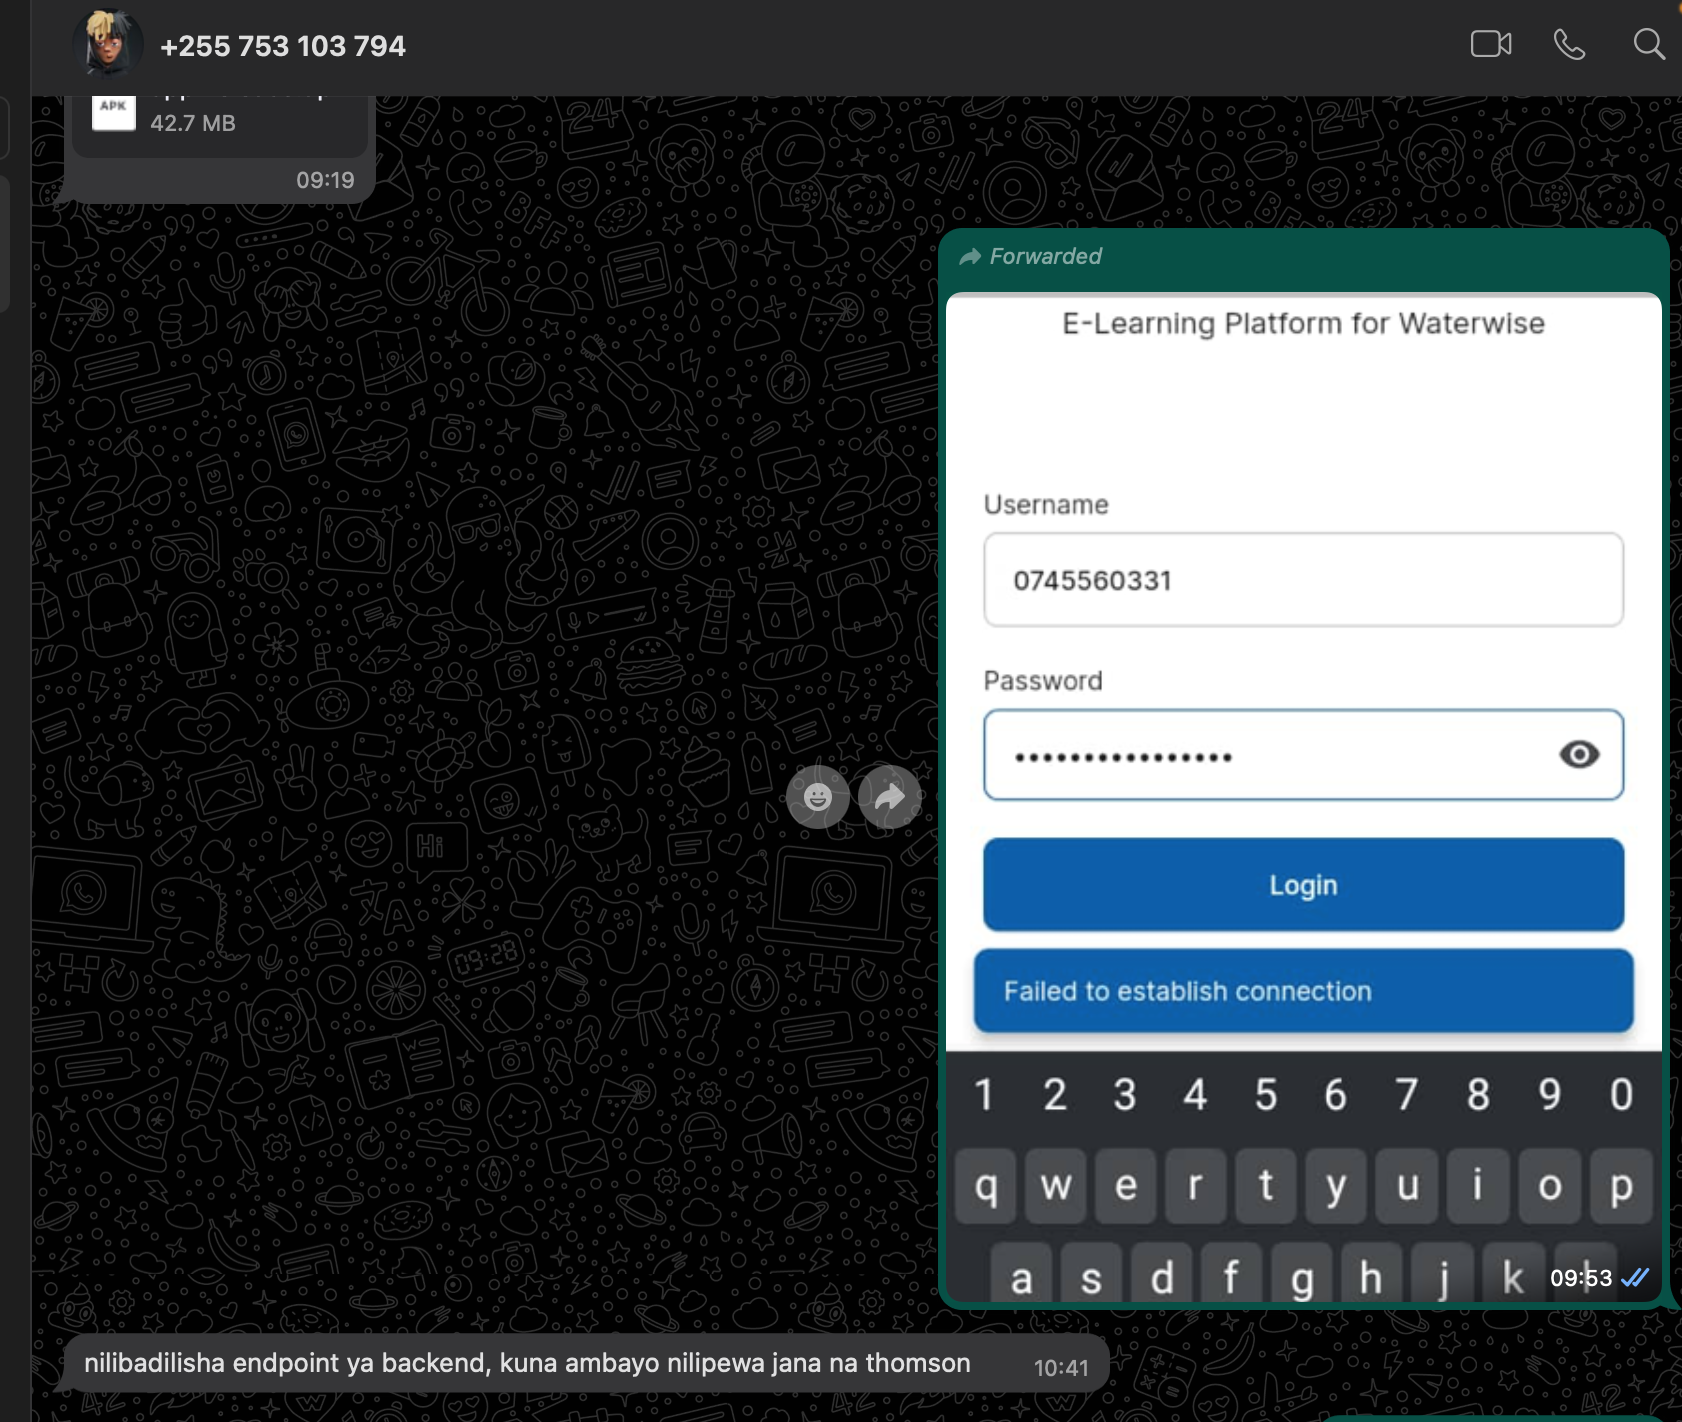 +255 753 103 794
APK
42.7 MB
09:19
Forwarded
E-Learning Platform for Waterwise
Username
0745560331
Password
••••••••••••••••
Login
Failed to establish connection
1 2 3 4 5 6 7 8 9 0
q w e r t y u i o p
a s d f g h j k l
09:53
nilibadilisha endpoint ya backend, kuna ambayo nilipewa jana na thomson
10:41